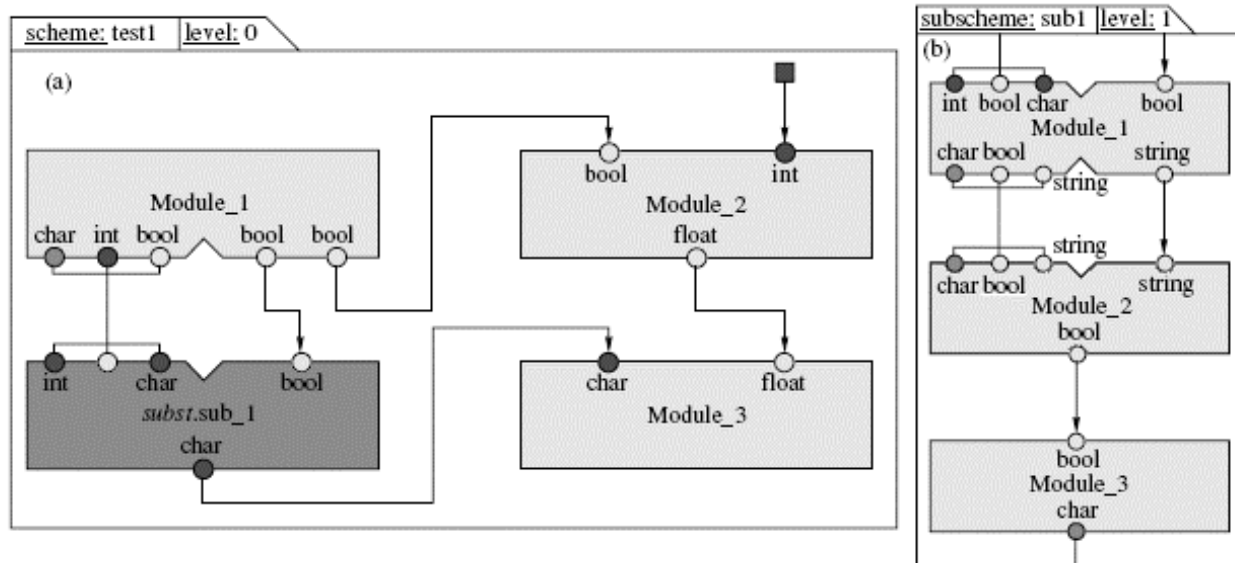 scheme: test1 level: 0
(a)
bool int
Module_1 Module_2
char int bool bool bool float
int char bool char float
subst.sub_1 Module_3
char
subscheme: sub1 level: 1
(b)
int bool char bool
Module_1
char bool string string
string
char bool string
Module_2
bool
bool
Module_3
char